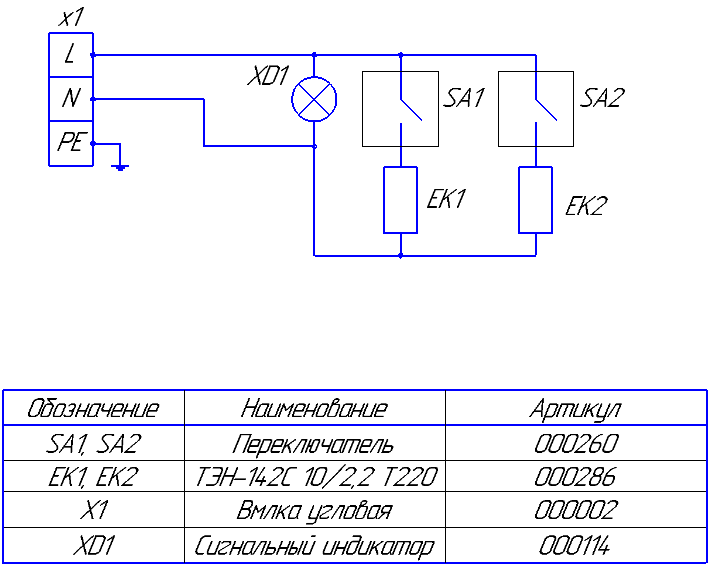 x1
L
N
PE
XD1
SA1
SA2
EK1
EK2
Обозначение Наименование Артикул
SA1, SA2 Переключатель 000260
EK1, EK2 ТЭН-142С 10/2,2 Т220 000286
X1 Вмлка угловая 000002
XD1 Сигнальный индикатор 000114